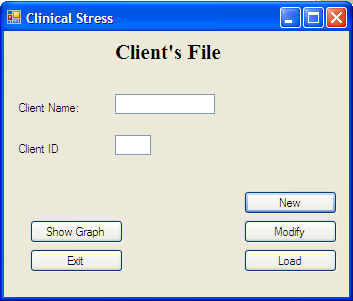 Clinical Stress
Client's File
Client Name:
Client ID
New
Show Graph
Modify
Exit
Load